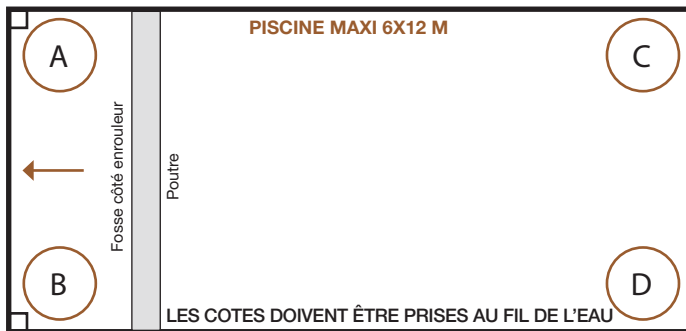 PISCINE MAXI 6X12 M
A
C
Fosse côté enrouleur
Poutre
B
D
LES COTES DOIVENT ÊTRE PRISES AU FIL DE L'EAU